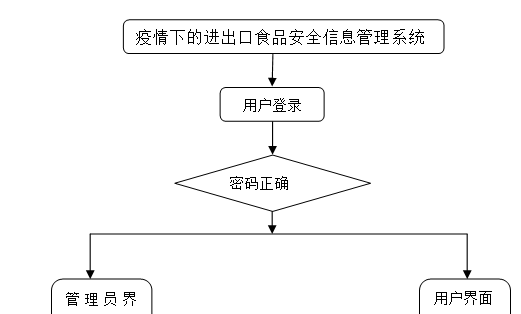 疫情下的进出口食品安全信息管理系统
用户登录
密码正确
管理员界
用户界面